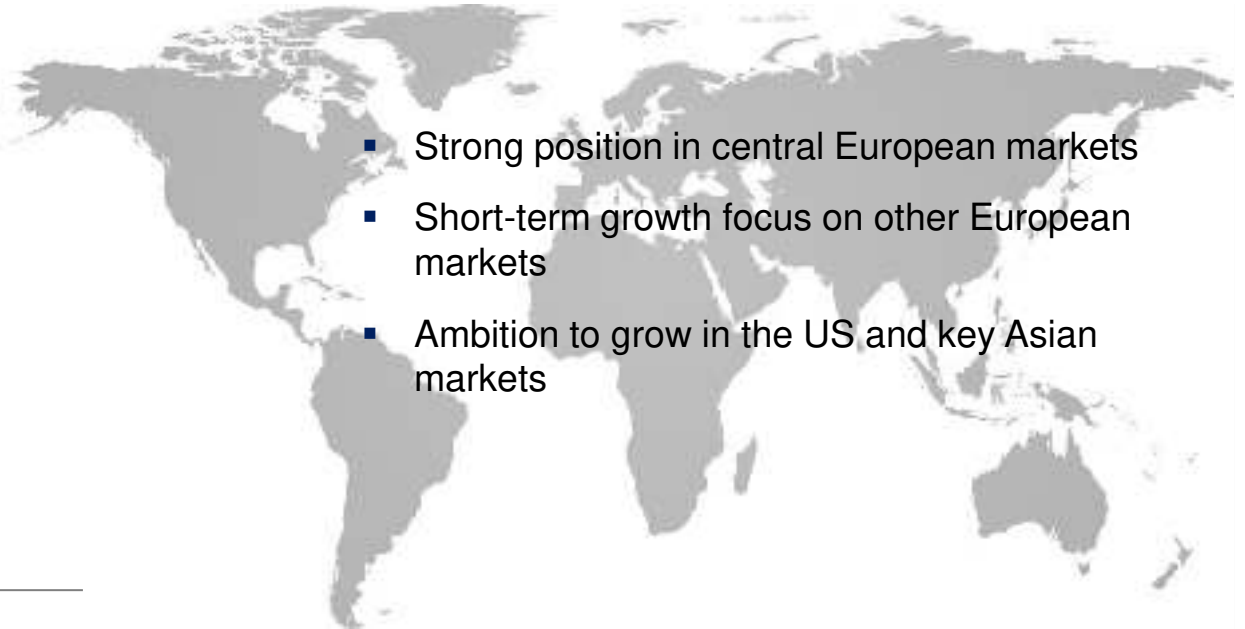 ▪ Strong position in central European markets
▪ Short-term growth focus on other European
markets
▪ Ambition to grow in the US and key Asian
markets